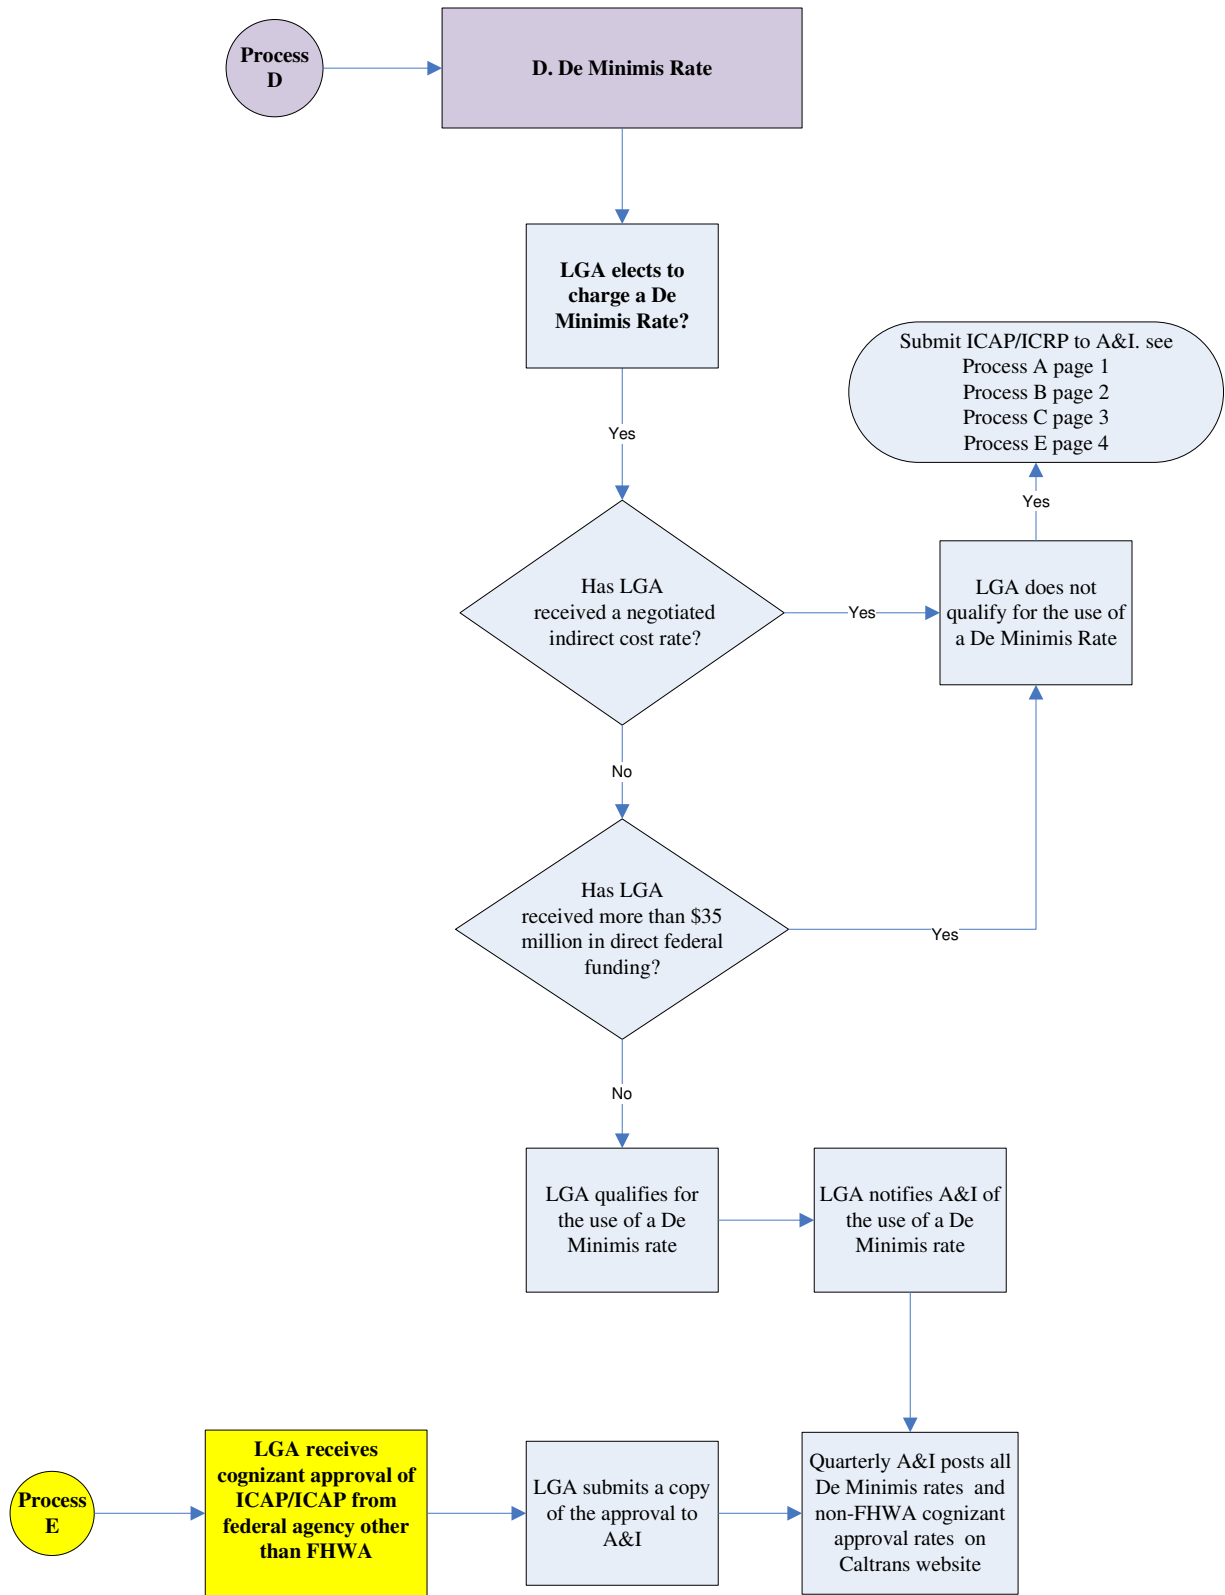 Process
D
D. De Minimis Rate
LGA elects to
charge a De
Minimis Rate?
Submit ICAP/ICRP to A&I. see
Process A page 1
Process B page 2
Process C page 3
Process E page 4
Yes
Yes
Has LGA
received a negotiated
indirect cost rate?
Yes
LGA does not
qualify for the use of
a De Minimis Rate
No
Has LGA
received more than $35
million in direct federal
funding?
Yes
No
LGA qualifies for
the use of a De
Minimis rate
LGA notifies A&I of
the use of a De
Minimis rate
Process
E
LGA receives
cognizant approval of
ICAP/ICAP from
federal agency other
than FHWA
LGA submits a copy
of the approval to
A&I
Quarterly A&I posts all
De Minimis rates and
non-FHWA cognizant
approval rates on
Caltrans website